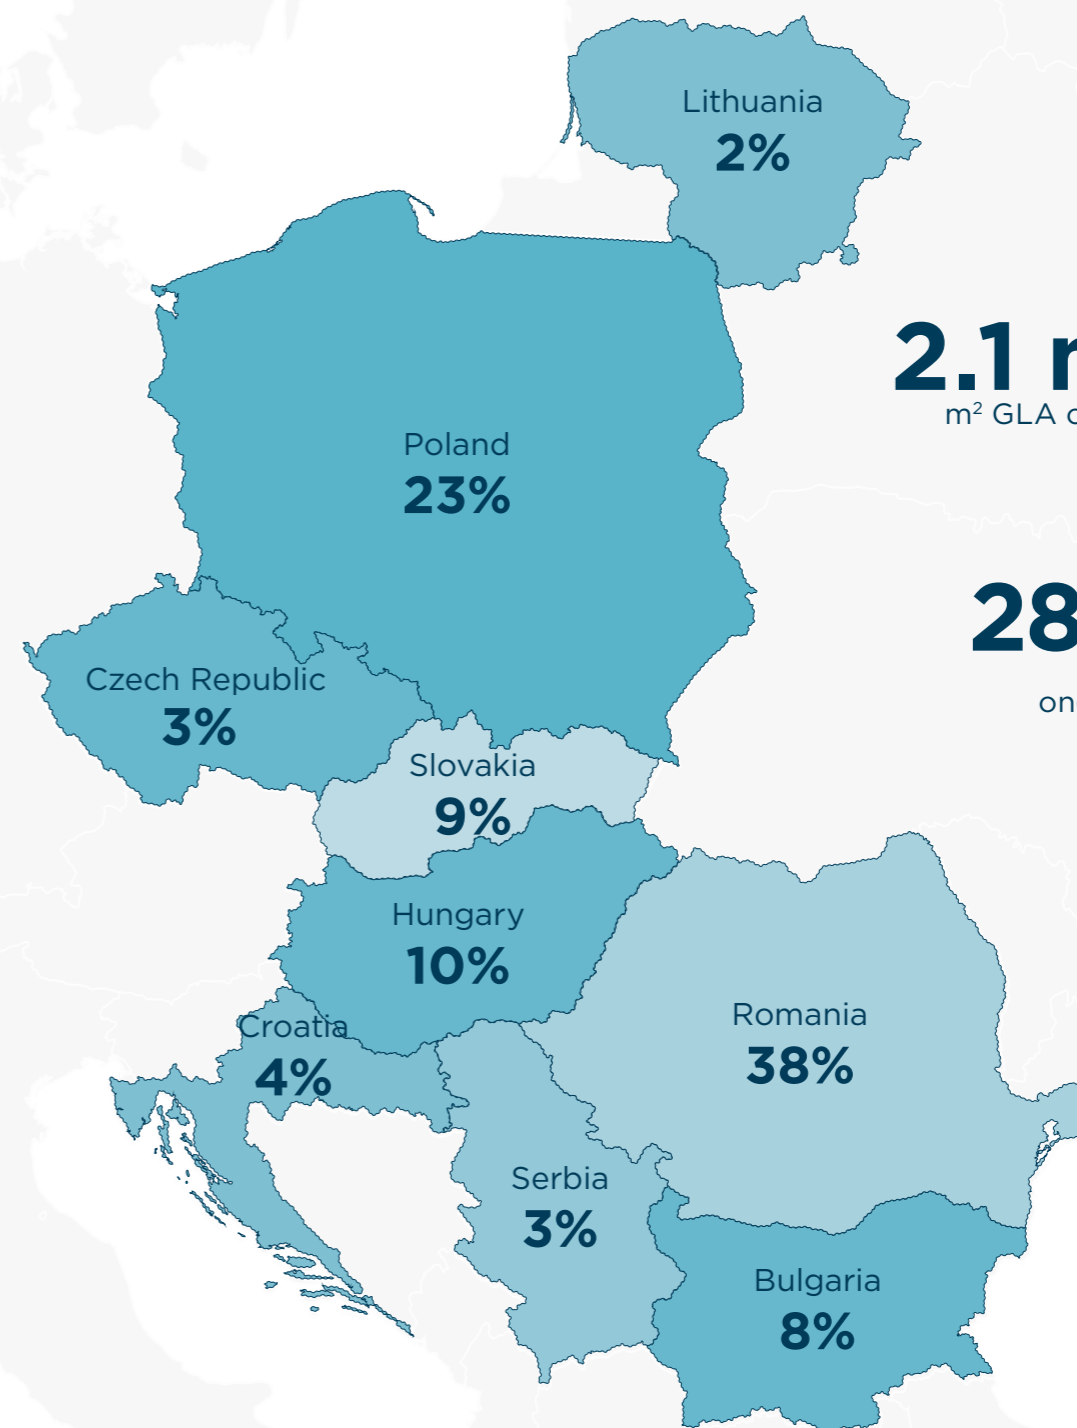 Lithuania
2%
2.1
m² GLA
Poland
23%
28
Czech Republic
3%
Slovakia
9%
Hungary
10%
Romania
38%
Croatia
4%
Serbia
3%
Bulgaria
8%